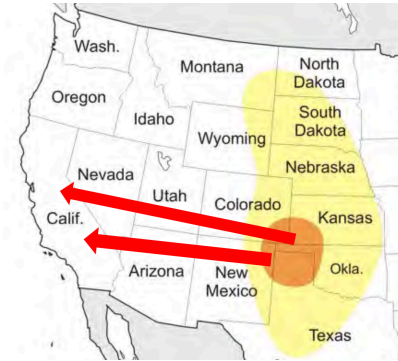 Wash.
Montana
North
Dakota
Oregon
Idaho
South
Dakota
Wyoming
Nebraska
Nevada
Utah
Colorado
Kansas
Calif.
Arizona
New
Mexico
Okla.
Texas